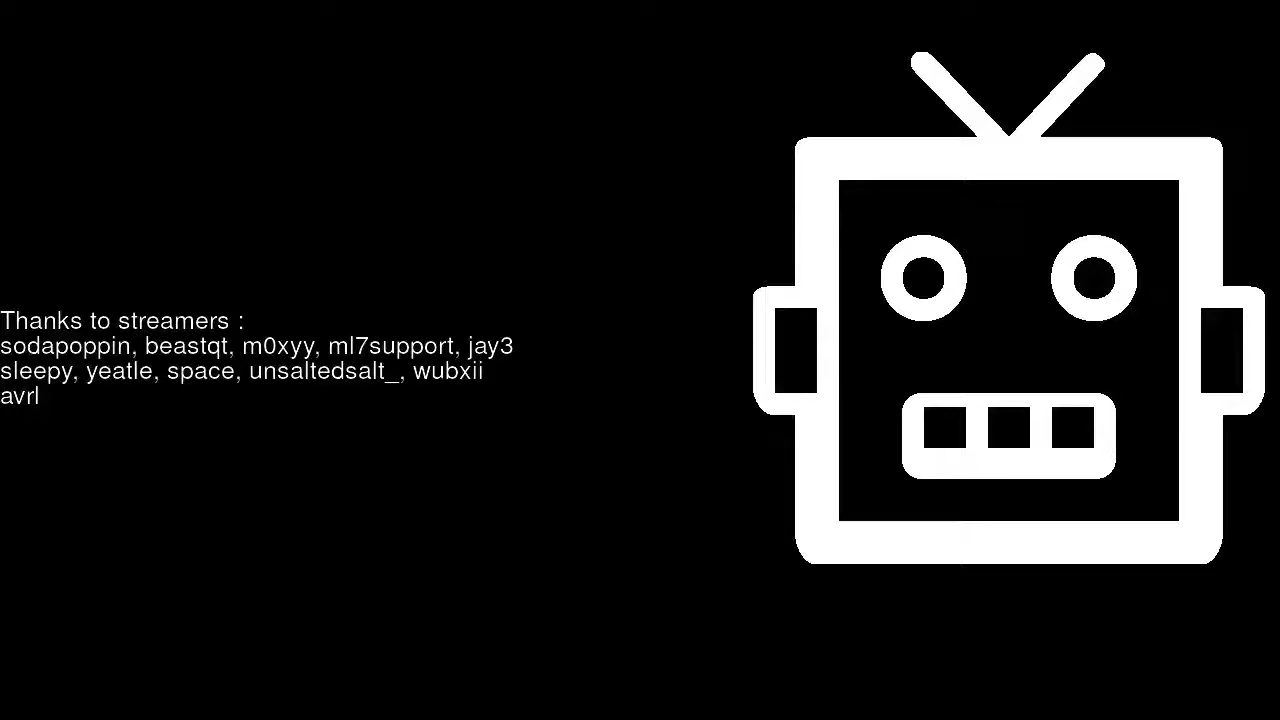 Thanks to streamers :
sodapoppin, beastqt, m0xyy, ml7support, jay3
sleepy, yeatle, space, unsaltedsalt_, wubxii
avrl